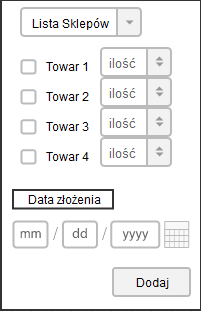 Lista Sklepów
Towar 1 ilość
Towar 2 ilość
Towar 3 ilość
Towar 4 ilość
Data złożenia
mm / dd / yyyy
Dodaj